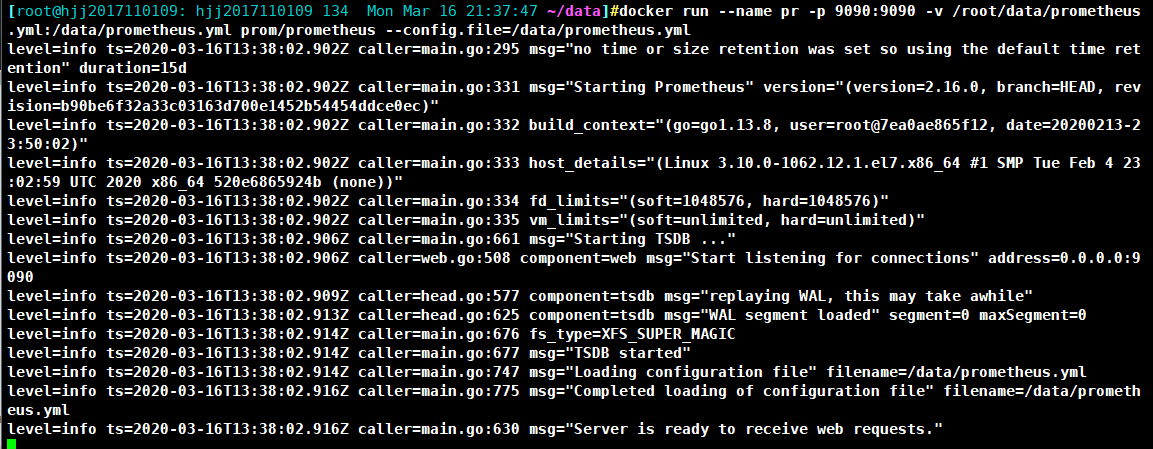 [root@hjj2017110109: hjj2017110109 134  Mon Mar 16 21:37:47 ~/data]#docker run --name pr -p 9090:9090 -v /root/data/prometheus
.yml:/data/prometheus.yml prom/prometheus --config.file=/data/prometheus.yml
level=info ts=2020-03-16T13:38:02.902Z caller=main.go:295 msg="no time or size retention was set so using the default time ret
ention" duration=15d
level=info ts=2020-03-16T13:38:02.902Z caller=main.go:331 msg="Starting Prometheus" version="(version=2.16.0, branch=HEAD, rev
ision=b90be6f32a33c03163d700e1452b54454ddce0ec)"
level=info ts=2020-03-16T13:38:02.902Z caller=main.go:332 build_context="(go=go1.13.8, user=root@7ea0ae865f12, date=20200213-2
3:50:02)"
level=info ts=2020-03-16T13:38:02.902Z caller=main.go:333 host_details="(Linux 3.10.0-1062.12.1.el7.x86_64 #1 SMP Tue Feb 4 23
:02:59 UTC 2020 x86_64 520e6865924b (none))"
level=info ts=2020-03-16T13:38:02.902Z caller=main.go:334 fd_limits="(soft=1048576, hard=1048576)"
level=info ts=2020-03-16T13:38:02.902Z caller=main.go:335 vm_limits="(soft=unlimited, hard=unlimited)"
level=info ts=2020-03-16T13:38:02.906Z caller=main.go:661 msg="Starting TSDB ..."
level=info ts=2020-03-16T13:38:02.906Z caller=web.go:508 component=web msg="Start listening for connections" address=0.0.0.0:9
090
level=info ts=2020-03-16T13:38:02.909Z caller=head.go:577 component=tsdb msg="replaying WAL, this may take awhile"
level=info ts=2020-03-16T13:38:02.913Z caller=head.go:625 component=tsdb msg="WAL segment loaded" segment=0 maxSegment=0
level=info ts=2020-03-16T13:38:02.914Z caller=main.go:676 fs_type=XFS_SUPER_MAGIC
level=info ts=2020-03-16T13:38:02.914Z caller=main.go:677 msg="TSDB started"
level=info ts=2020-03-16T13:38:02.914Z caller=main.go:747 msg="Loading configuration file" filename=/data/prometheus.yml
level=info ts=2020-03-16T13:38:02.916Z caller=main.go:775 msg="Completed loading of configuration file" filename=/data/prometh
eus.yml
level=info ts=2020-03-16T13:38:02.916Z caller=main.go:630 msg="Server is ready to receive web requests."